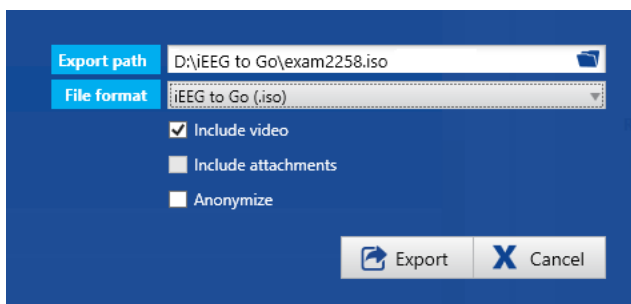 Export path D:\iEEG to Go\exam2258.iso
File format iEEG to Go (.iso)
Include video
Include attachments
Anonymize
Export X Cancel